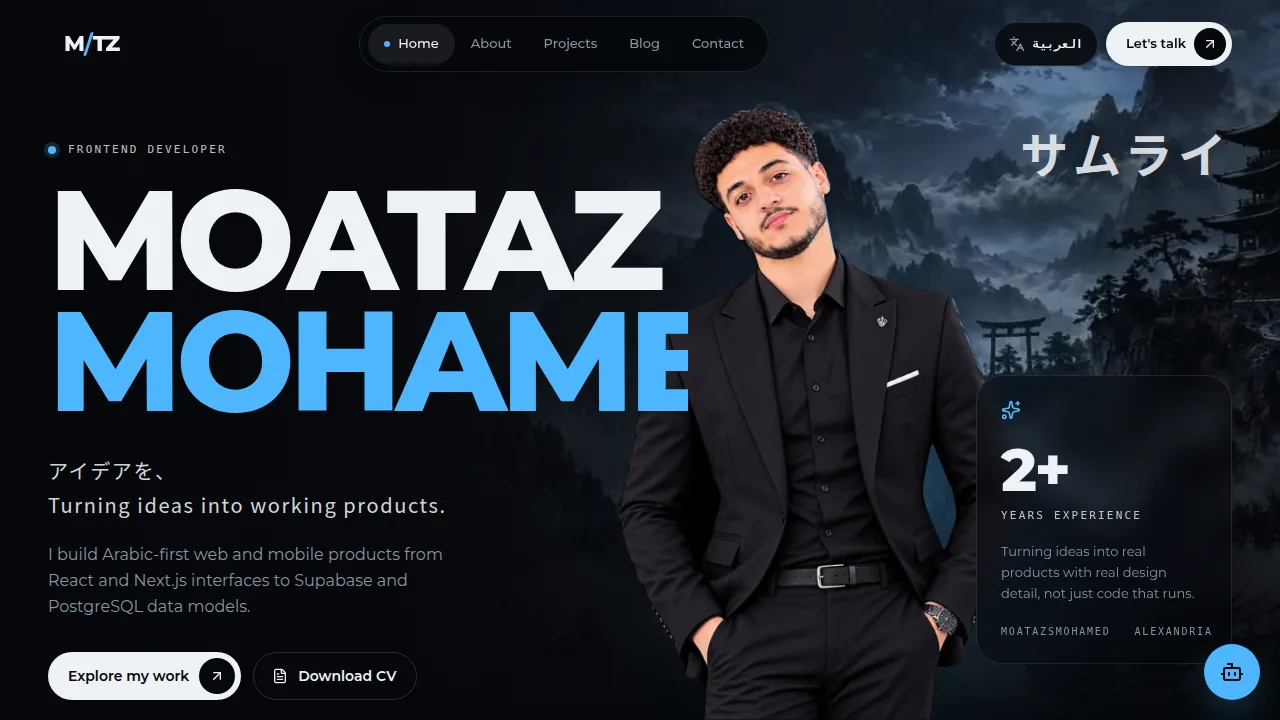 M/TZ
Home
About
Projects
Blog
Contact
العربية
Let's talk
FRONTEND DEVELOPER
サムライ
MOATAZ
MOHAME
アイデアを、
Turning ideas into working products.
I build Arabic-first web and mobile products from
React and Next.js interfaces to Supabase and
PostgreSQL data models.
Explore my work
Download CV
2+
YEARS EXPERIENCE
Turning ideas into real
products with real design
detail, not just code that runs.
MOATAZSMOHAMED ALEXANDRIA